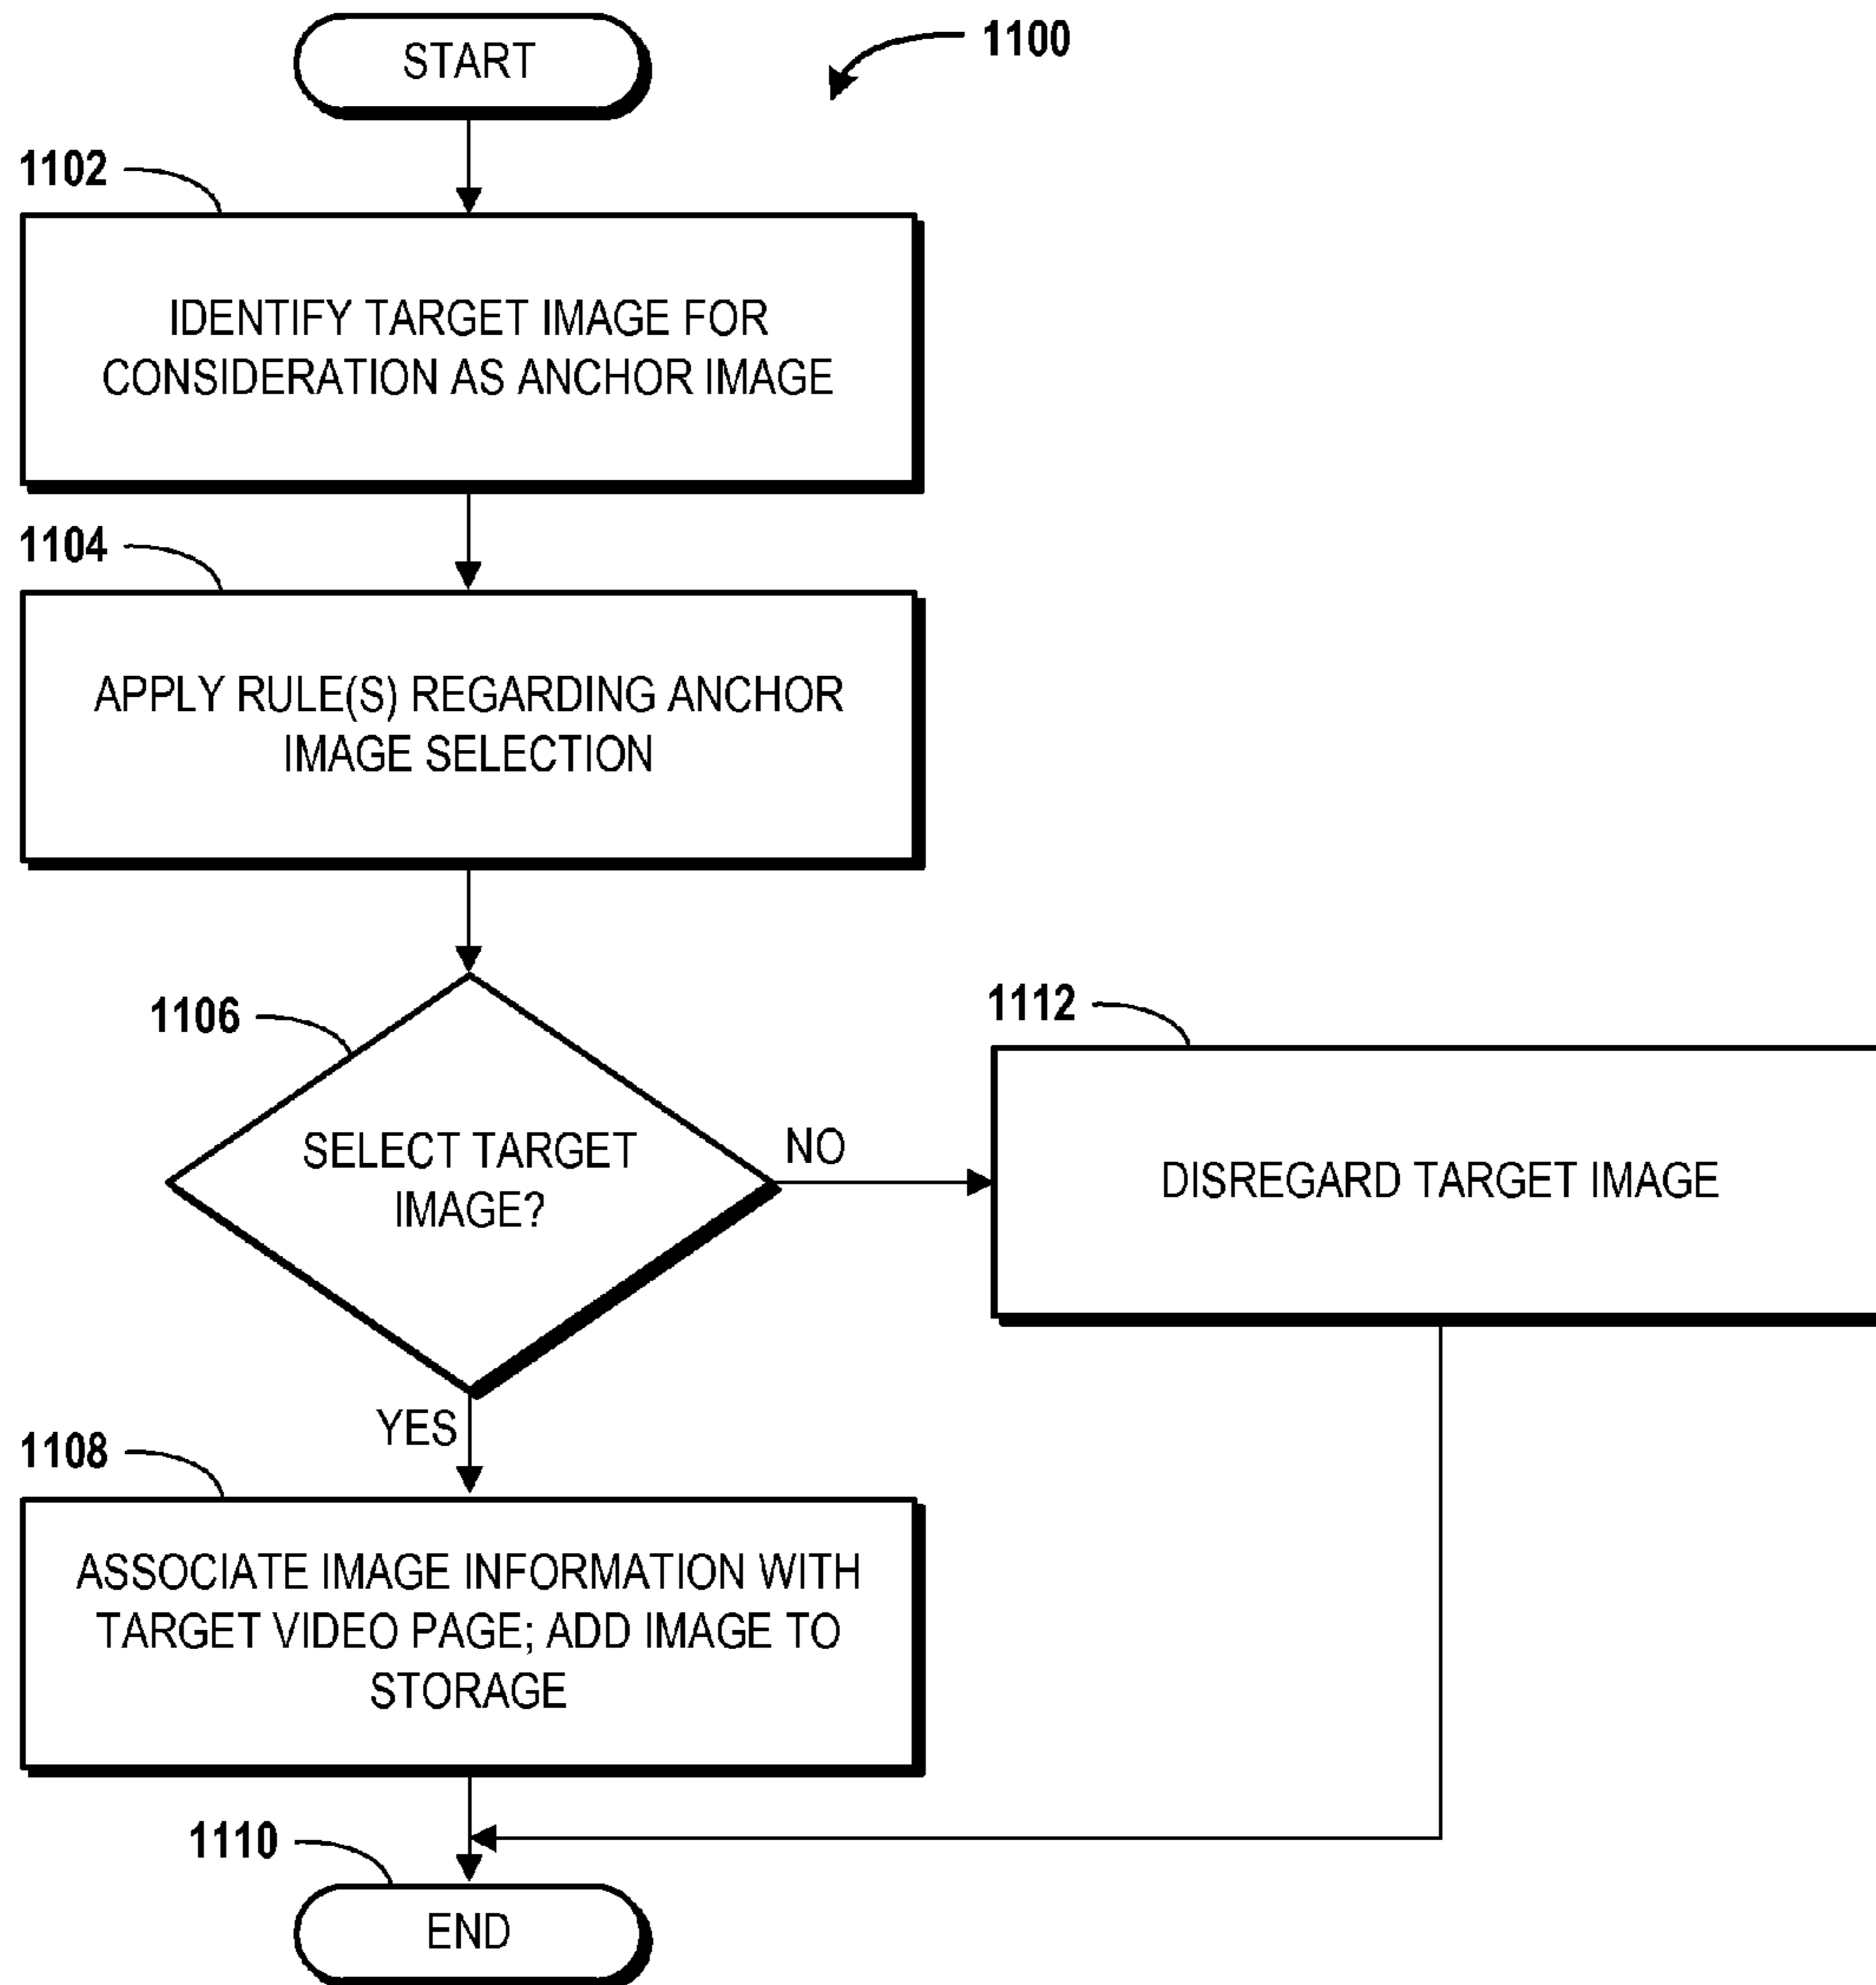 START
1100
1102
IDENTIFY TARGET IMAGE FOR
CONSIDERATION AS ANCHOR IMAGE
1104
APPLY RULE(S) REGARDING ANCHOR
IMAGE SELECTION
1106
SELECT TARGET
IMAGE?
NO
1112
DISREGARD TARGET IMAGE
YES
1108
ASSOCIATE IMAGE INFORMATION WITH
TARGET VIDEO PAGE; ADD IMAGE TO
STORAGE
1110
END